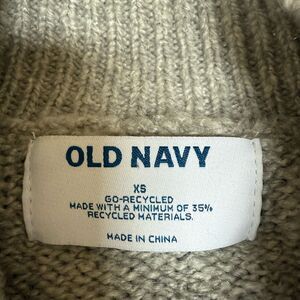 OLD NAVY
XS
GO-RECYCLED
MADE WITH A MINIMUM OF 35%
RECYCLED MATERIALS.
MADE IN CHINA